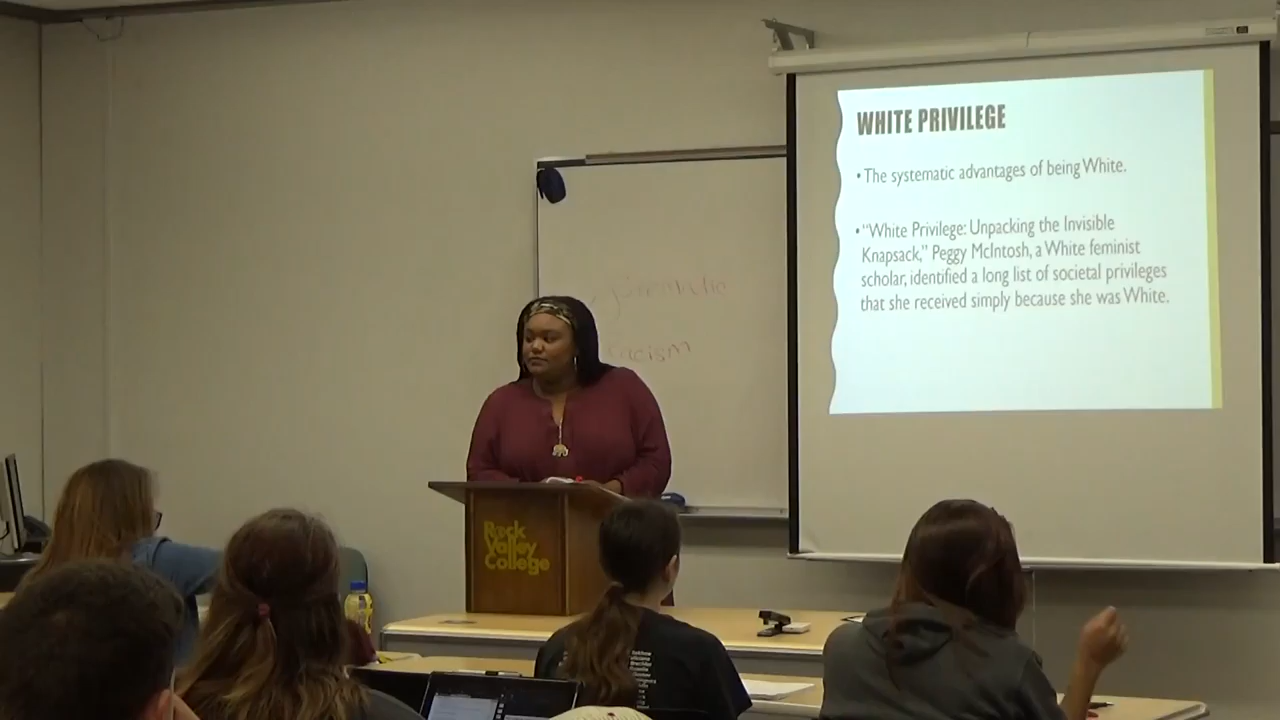 WHITE PRIVILEGE
• The systematic advantages of being White.
• “White Privilege: Unpacking the Invisible
Knapsack,” Peggy McIntosh, a White feminist
scholar, identified a long list of societal privileges
that she received simply because she was White.
racism
Rock
Valley
College